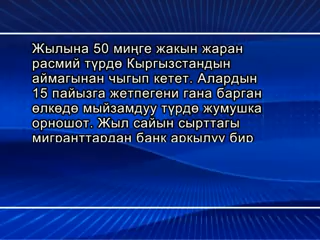 Жылына 50 миңге жакын жаран
расмий түрдө Кыргызстандын
аймагынан чыгып кетет. Алардын
15 пайызга жетпегени гана барган
өлкөдө мыйзамдуу түрдө жумушка
орношот. Жыл сайын сырттагы
мигранттардан банк аркылуу бир